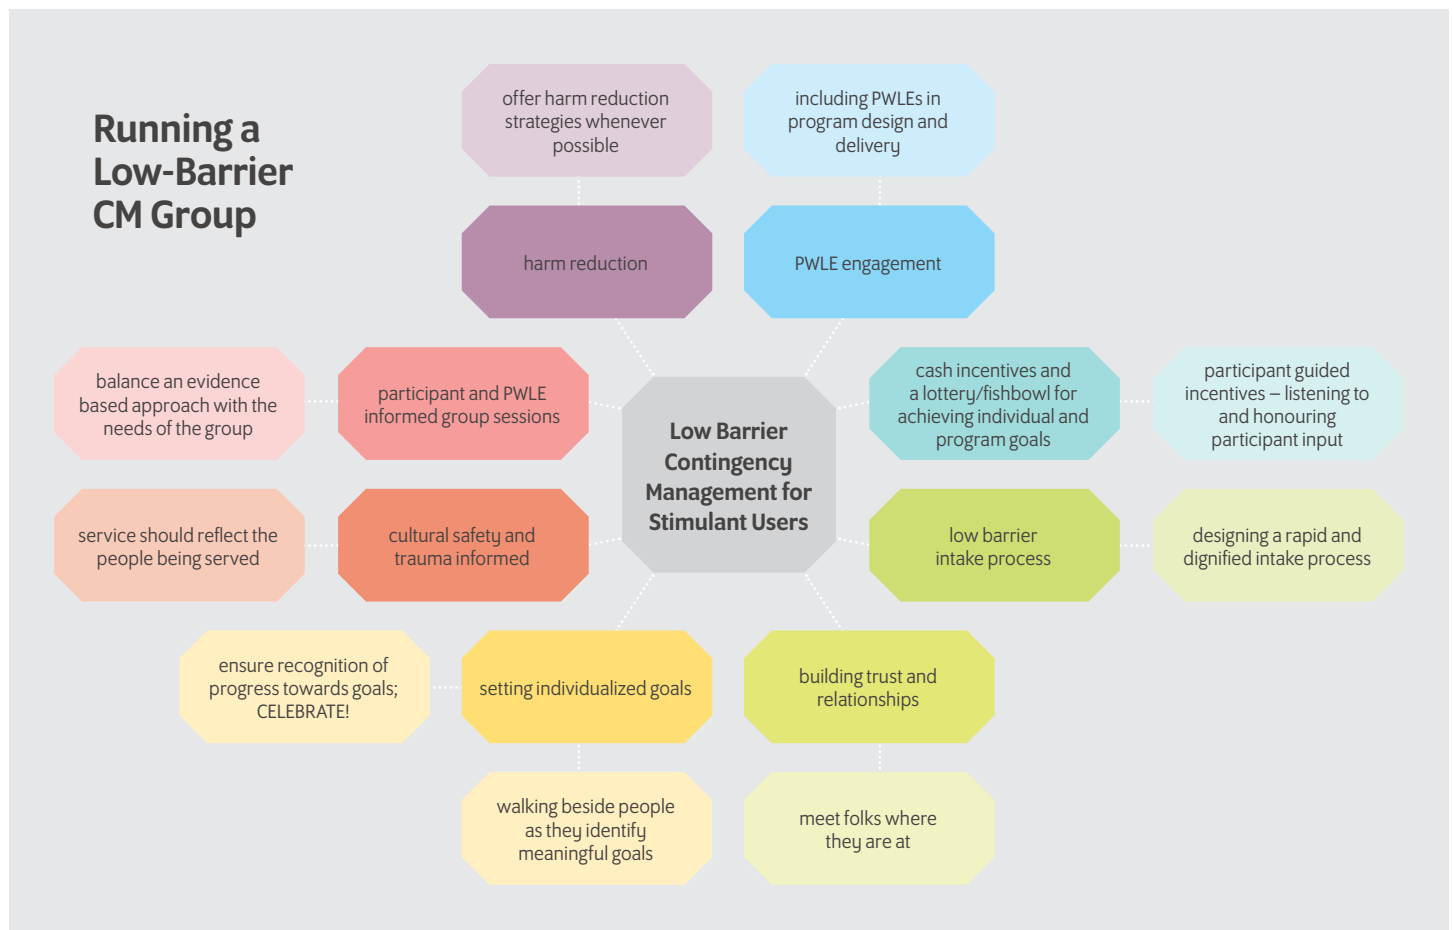 Running a
Low-Barrier
CM Group
offer harm reduction
strategies whenever
possible
including PWLEs in
program design and
delivery
harm reduction
PWLE engagement
balance an evidence
based approach with the
needs of the group
participant and PWLE
informed group sessions
cash incentives and
a lottery/fishbowl for
achieving individual and
program goals
participant guided
incentives – listening to
and honouring
participant input
Low Barrier
Contingency
Management for
Stimulant Users
service should reflect the
people being served
cultural safety and
trauma informed
low barrier
intake process
designing a rapid and
dignified intake process
ensure recognition of
progress towards goals;
CELEBRATE!
setting individualized goals
building trust and
relationships
walking beside people
as they identify
meaningful goals
meet folks where
they are at